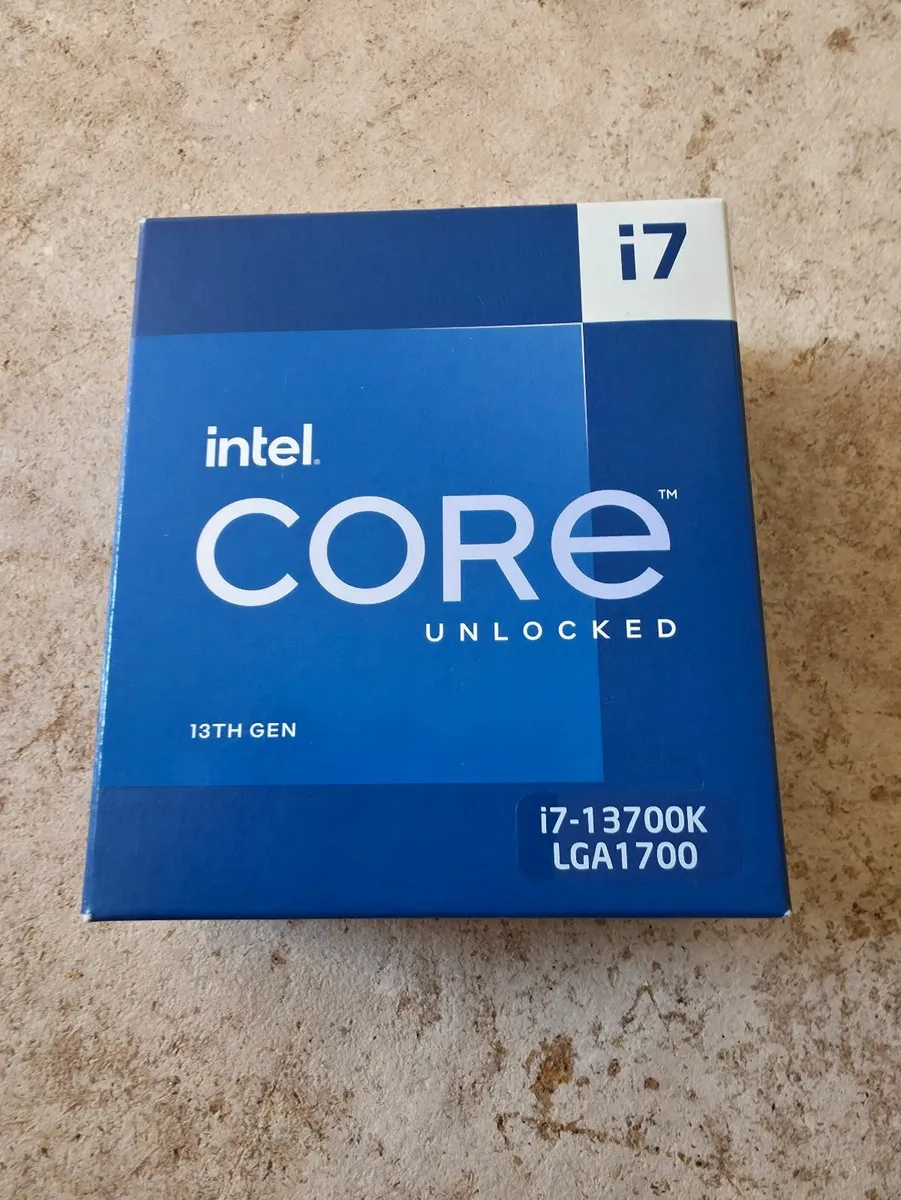 i7
intel.
CORe™
UNLOCKED
13TH GEN
i7-13700K
LGA1700